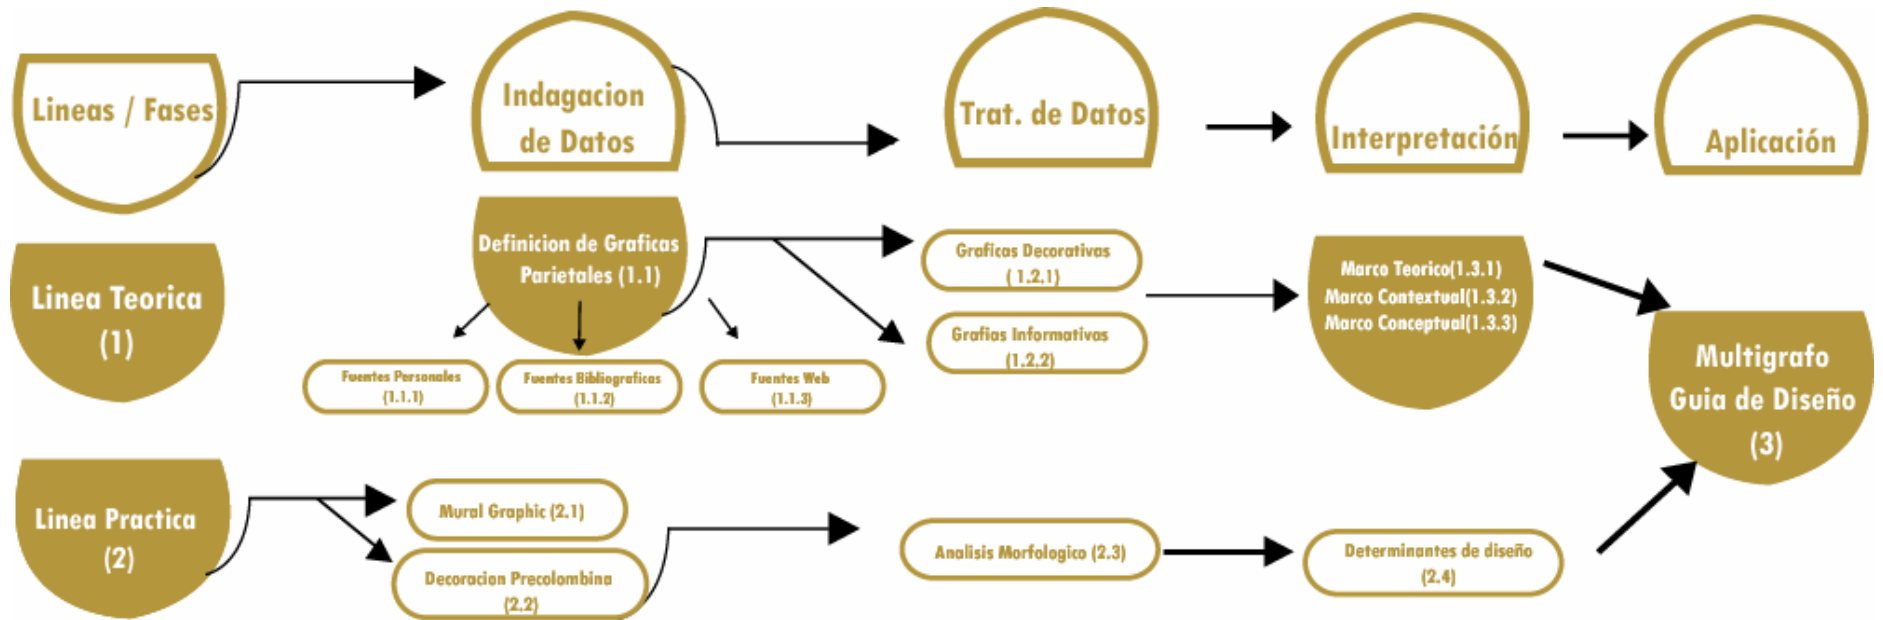 Lineas / Fases
Indagacion
de Datos
Trat. de Datos
Interpretación
Aplicación
Linea Teorica
(1)
Definicion de Graficas
Parietales (1.1)
Fuentes Personales
(1.1.1)
Fuentes Bibliograficas
(1.1.2)
Fuentes Web
(1.1.3)
Graficas Decorativas
( 1.2.1)
Grafias Informativas
(1.2.2)
Marco Teorico(1.3.1)
Marco Contextual(1.3.2)
Marco Conceptual(1.3.3)
Multigrafo
Guia de Diseño
(3)
Linea Practica
(2)
Mural Graphic (2.1)
Decoracion Precolombina
(2.2)
Analisis Morfologico (2.3)
Determinantes de diseño
(2.4)